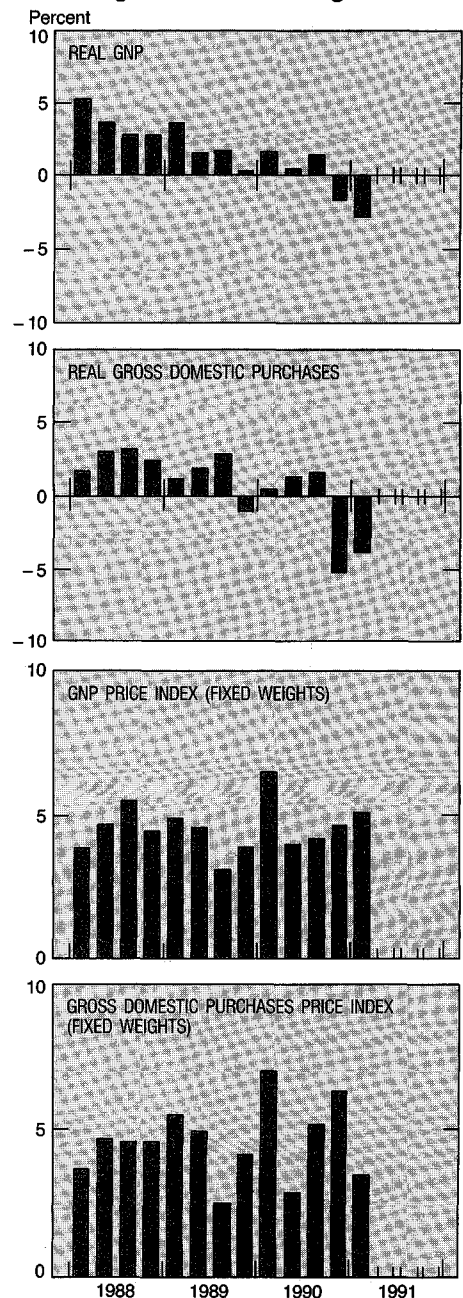 Percent
10
REAL GNP
5
0
–5
–10
10
REAL GROSS DOMESTIC PURCHASES
5
0
–5
–10
10
GNP PRICE INDEX (FIXED WEIGHTS)
5
0
10
GROSS DOMESTIC PURCHASES PRICE INDEX
(FIXED WEIGHTS)
5
0
1988 1989 1990 1991